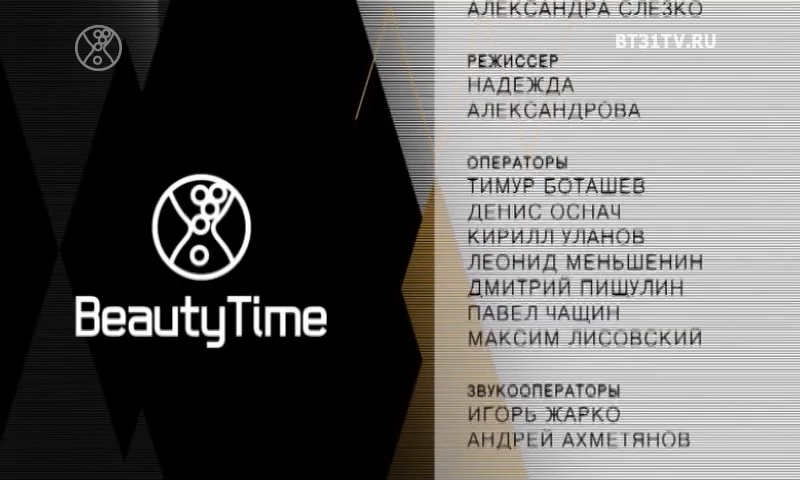 АЛЕКСАНДРА СЛЕЗКО
BT31TV.RU
РЕЖИССЕР
НАДЕЖДА
АЛЕКСАНДРОВА
ОПЕРАТОРЫ
ТИМУР БОТАШЕВ
ДЕНИС ОСНАЧ
КИРИЛЛ УЛАНОВ
ЛЕОНИД МЕНЬШЕНИН
ДМИТРИЙ ПИШУЛИН
ПАВЕЛ ЧАЩИН
МАКСИМ ЛИСОВСКИЙ
ЗВУКООПЕРАТОРЫ
ИГОРЬ ЖАРКО
АНДРЕЙ АХМЕТЯНОВ
BeautyTime